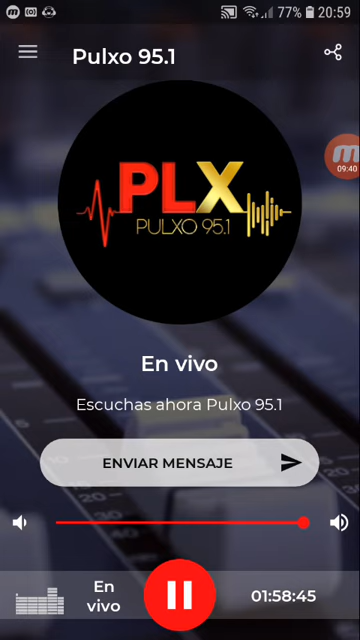 77% 20:59
Pulxo 95.1
09:40
PLX
PULXO 95.1
En vivo
Escuchas ahora Pulxo 95.1
ENVIAR MENSAJE
En
vivo
01:58:45